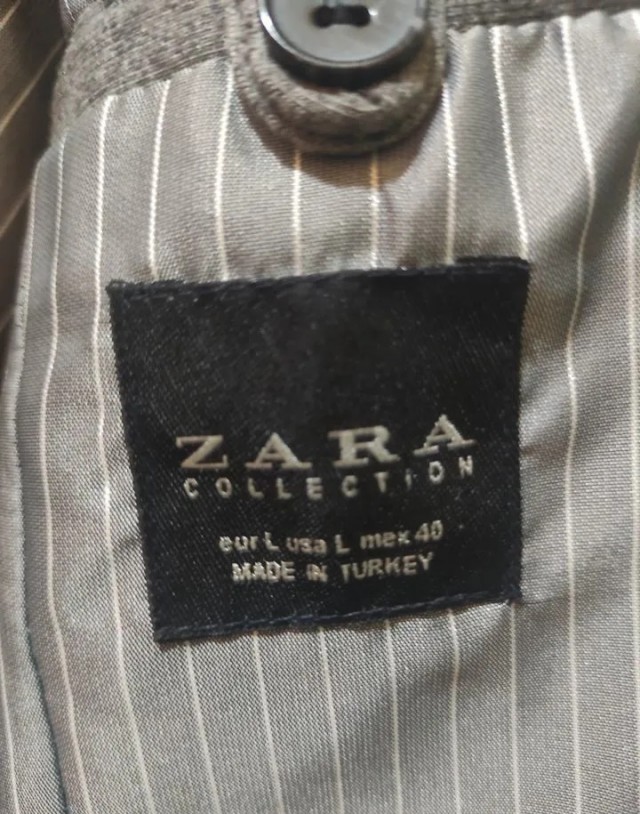 ZARA
COLLECTION
eur L usa L mex 40
MADE IN TURKEY